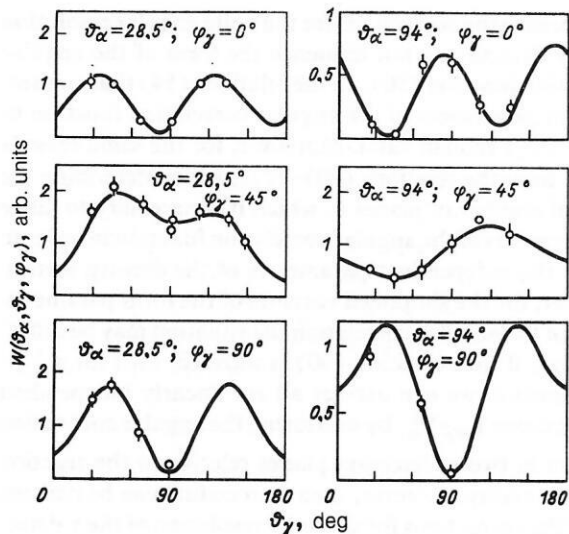 ϑα=28,5°; φγ=0°
2
1
ϑα=94°; φγ=0°
0,5
W(ϑα, ϑγ, φγ), arb. units
ϑα=28,5°;
φγ=45°
2
1
ϑα=94°;
φγ=45°
2
1
ϑα=28,5°; φγ=90°
2
1
ϑα=94°
φγ=90°
1
0,5
0 90 180
0 90 180
ϑγ, deg